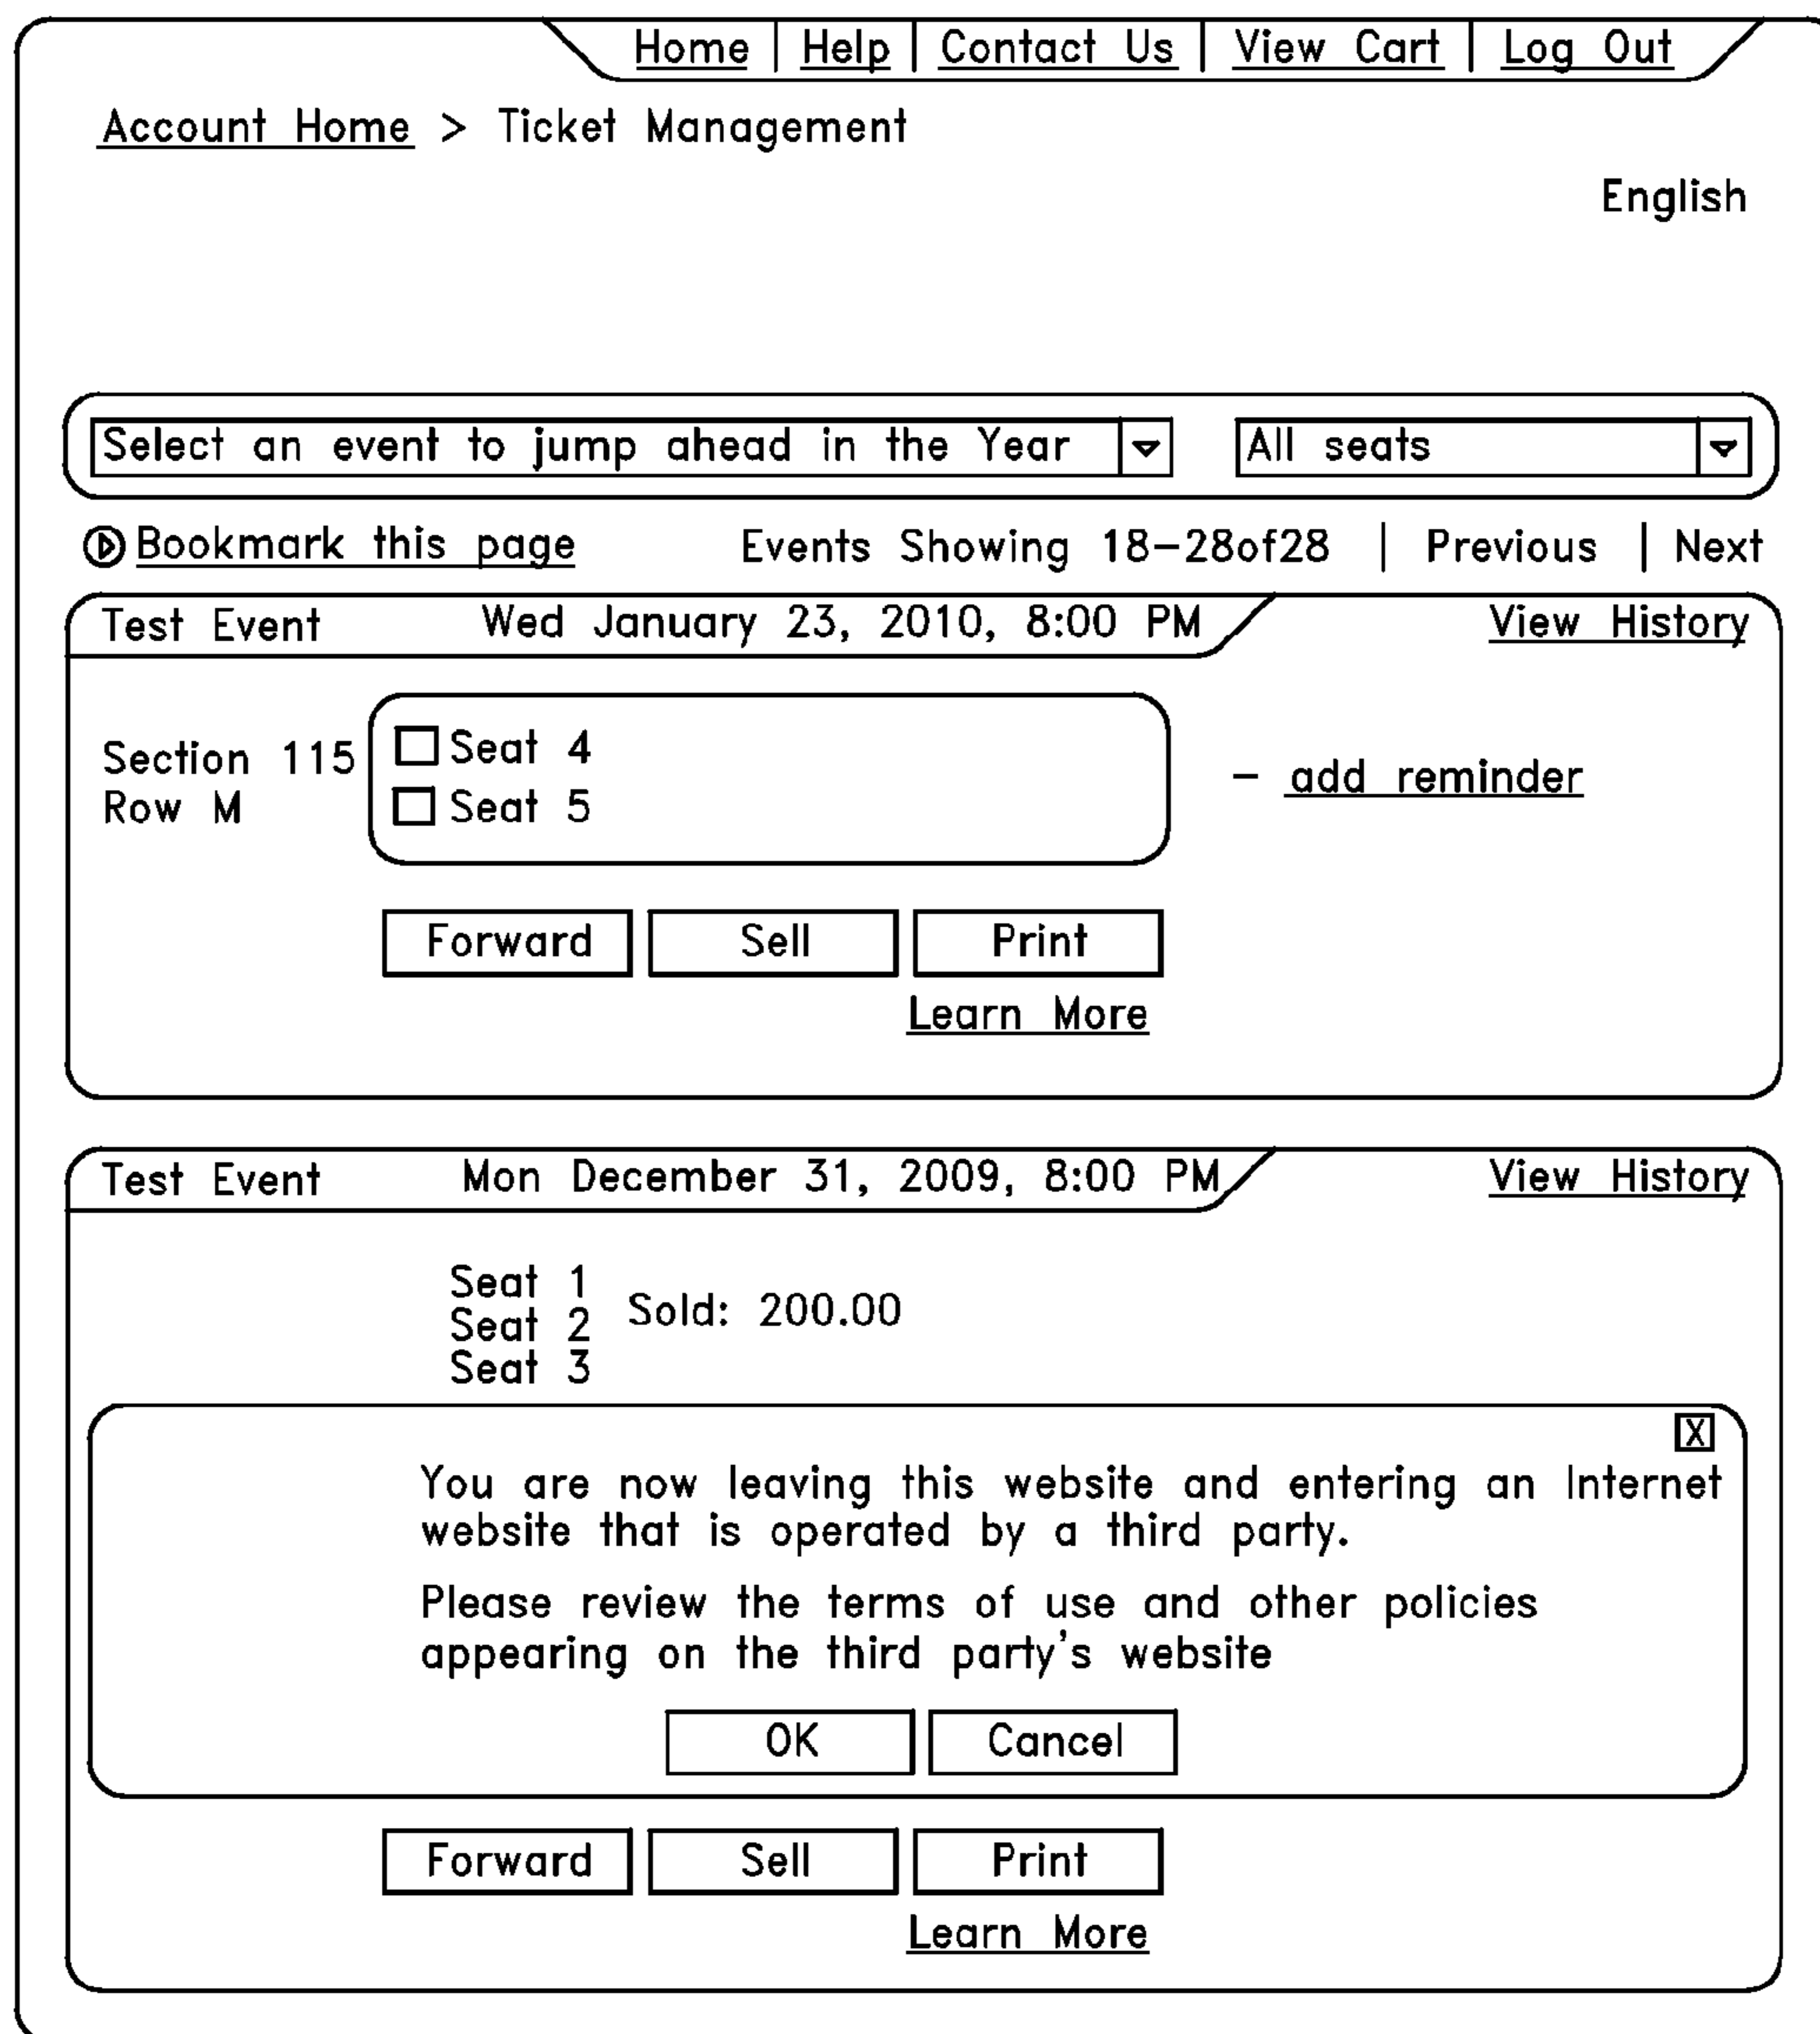 Home | Help | Contact Us | View Cart | Log Out
Account Home > Ticket Management
English
Select an event to jump ahead in the Year All seats
Bookmark this page Events Showing 18-28of28 | Previous | Next
Test Event Wed January 23, 2010, 8:00 PM View History
Section 115
Row M
Seat 4
Seat 5
- add reminder
Forward Sell Print
Learn More
Test Event Mon December 31, 2009, 8:00 PM View History
Seat 1
Seat 2
Seat 3
Sold: 200.00
X
You are now leaving this website and entering an Internet
website that is operated by a third party.
Please review the terms of use and other policies
appearing on the third party's website
OK Cancel
Forward Sell Print
Learn More